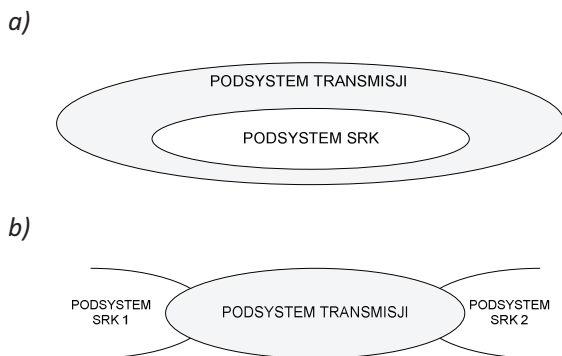 a)
PODSYSTEM TRANSMISJI
PODSYSTEM SRK
b)
PODSYSTEM
SRK 1
PODSYSTEM TRANSMISJI
PODSYSTEM
SRK 2